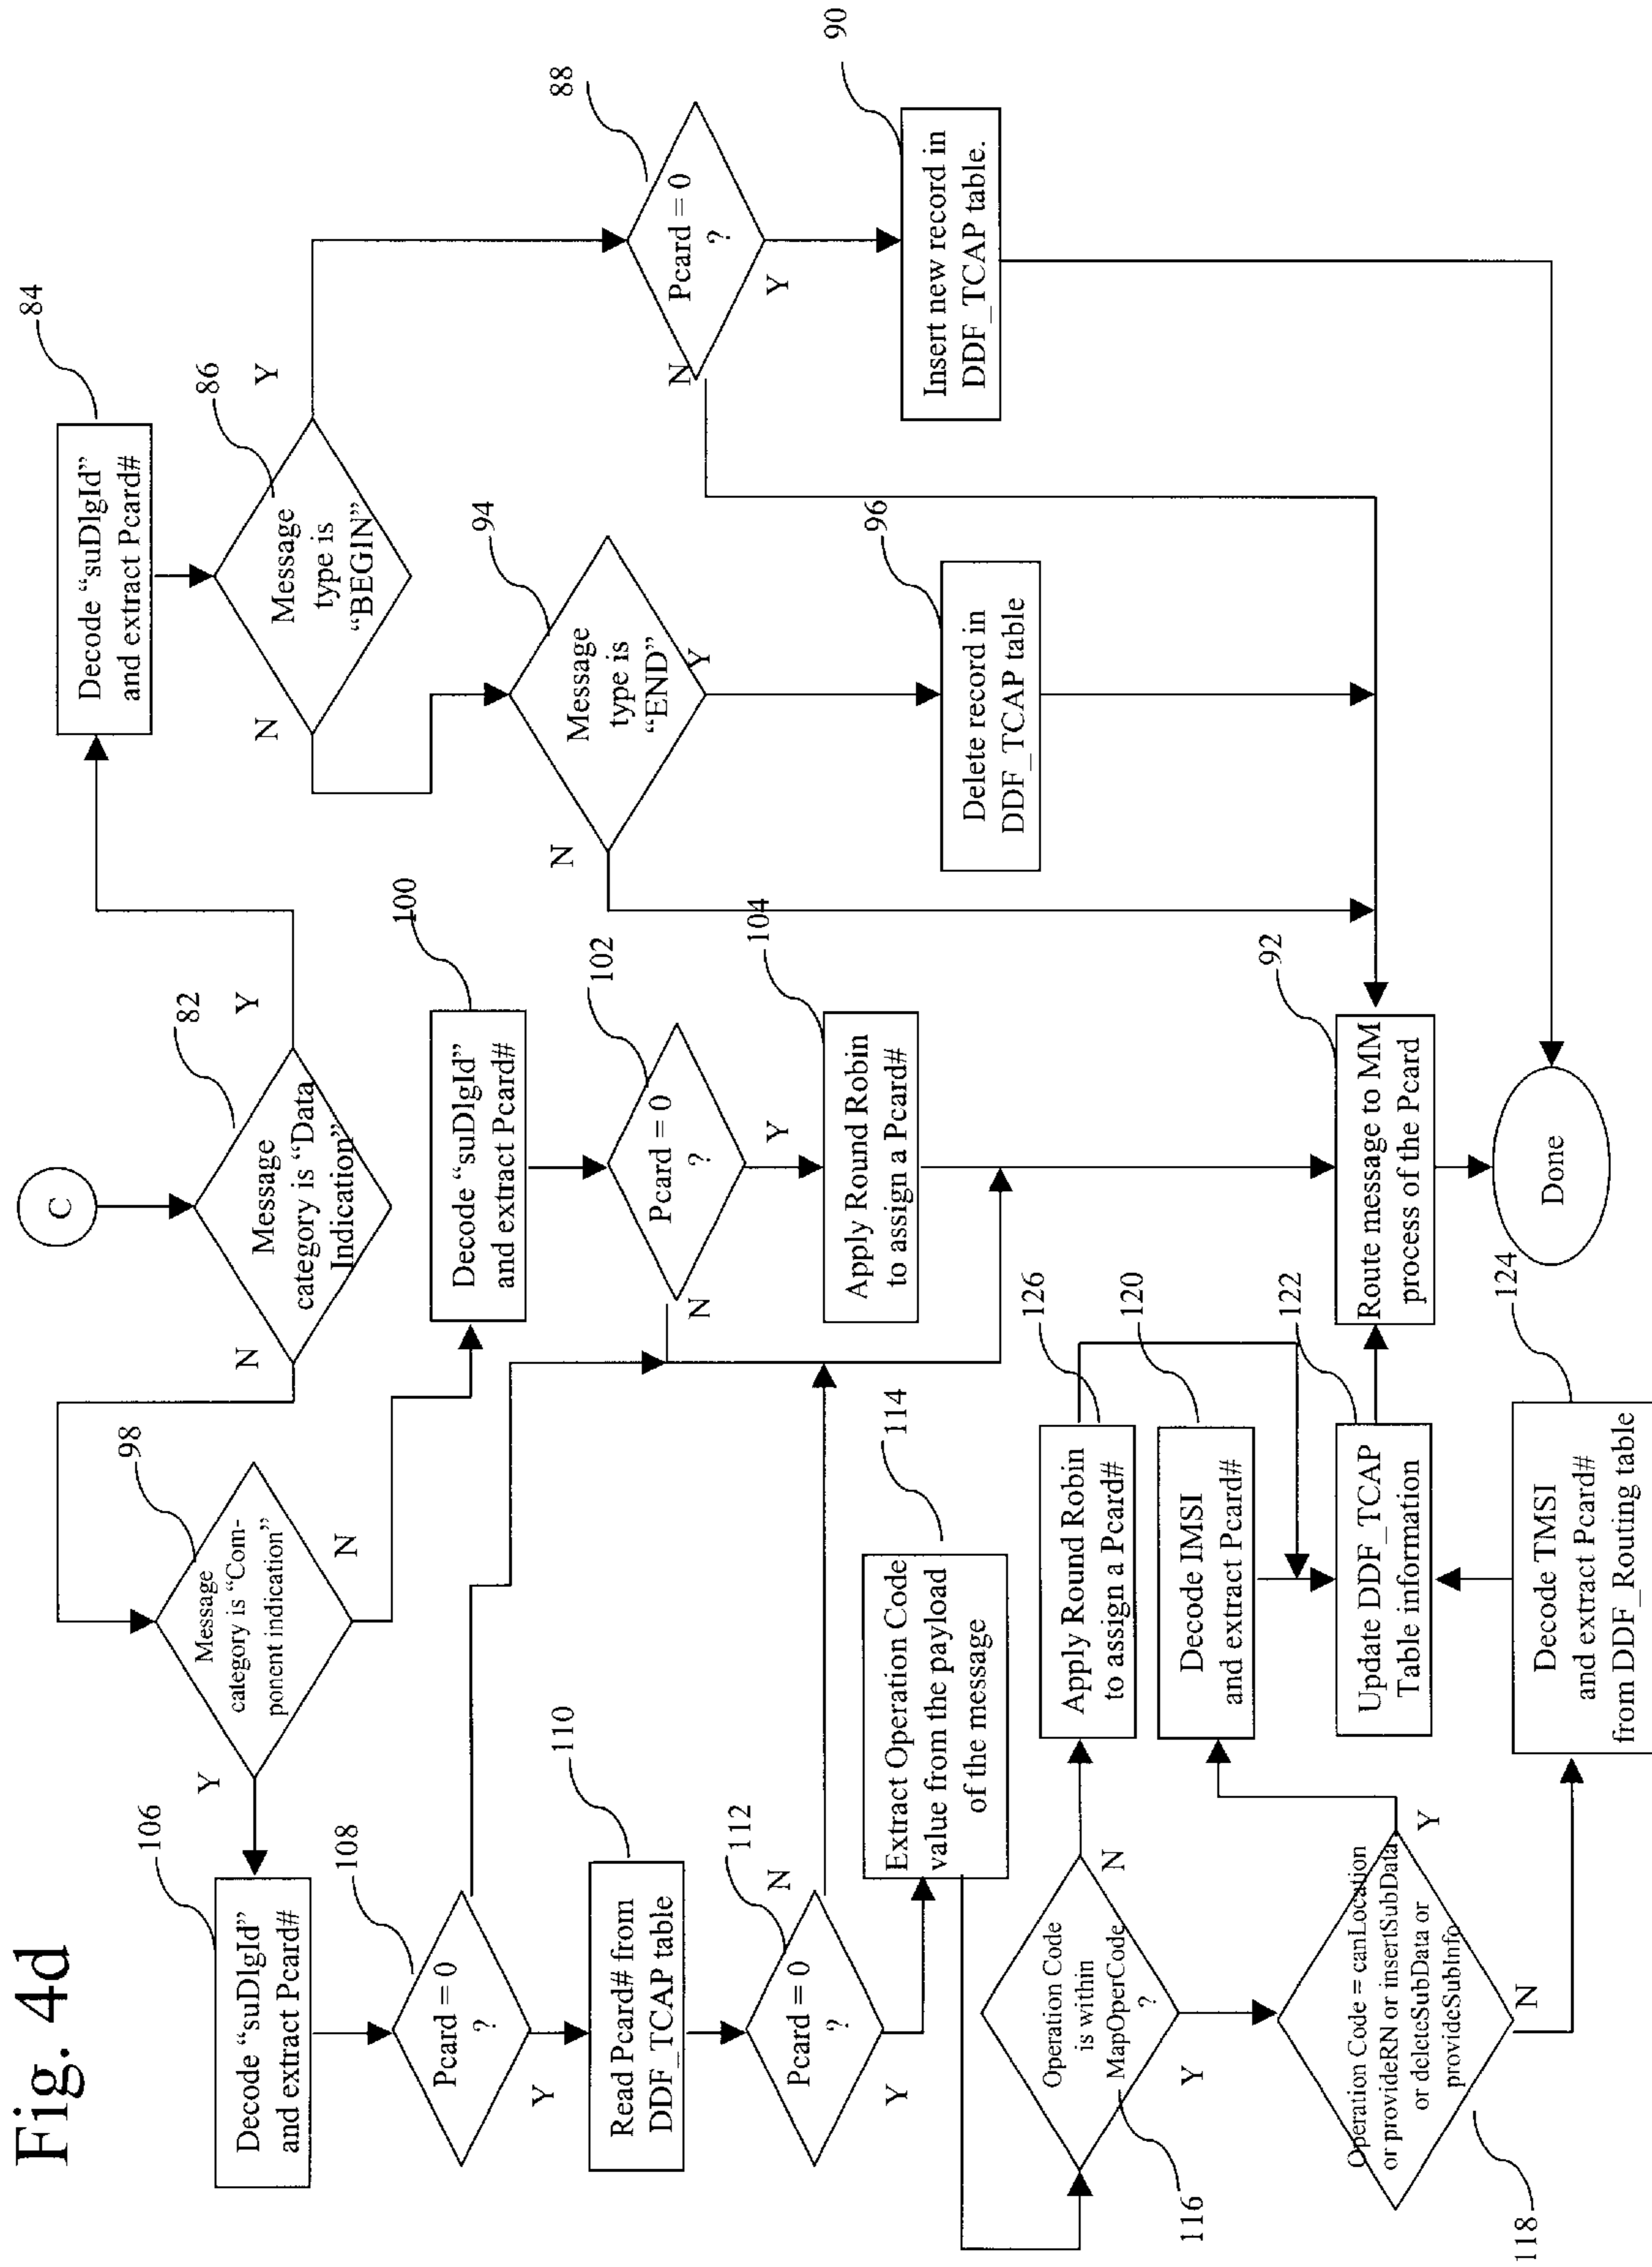 Fig. 4d
C
Message
category is “Data
Indication”
82
Y
N
Decode “suDlgId”
and extract Pcard#
84
Message
type is
“BEGIN”
86
Y
N
Pcard = 0
?
88
N
Y
Insert new record in
DDF_TCAP table.
90
Message
type is
“END”
94
N
Y
Delete record in
DDF_TCAP table
96
Message
category is “Com-
ponent indication”
98
Y
N
Decode “suDlgId”
and extract Pcard#
100
Pcard = 0
?
102
N
Y
Apply Round Robin
to assign a Pcard#
104
Route message to MM
process of the Pcard
92
Done
Decode “suDlgId”
and extract Pcard#
106
Pcard = 0
?
108
Y
Read Pcard# from
DDF_TCAP table
110
Pcard = 0
?
112
N
Y
Extract Operation Code
value from the payload
of the message
114
Operation Code
is within
MapOperCode
?
116
N
Y
Apply Round Robin
to assign a Pcard#
126
Operation Code = canLocation
or provideRN or insertSubData
or deleteSubData or
provideSubInfo
118
Y
N
Decode IMSI
and extract Pcard#
120
Update DDF_TCAP
Table information
122
Decode TMSI
and extract Pcard#
from DDF_Routing table
124